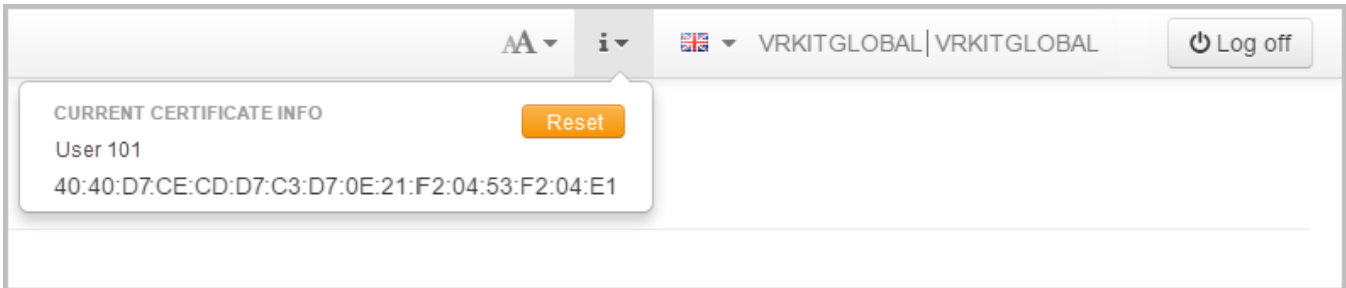 AA i VRKITGLOBAL|VRKITGLOBAL Log off
CURRENT CERTIFICATE INFO
Reset
User 101
40:40:D7:CE:CD:D7:C3:D7:0E:21:F2:04:53:F2:04:E1